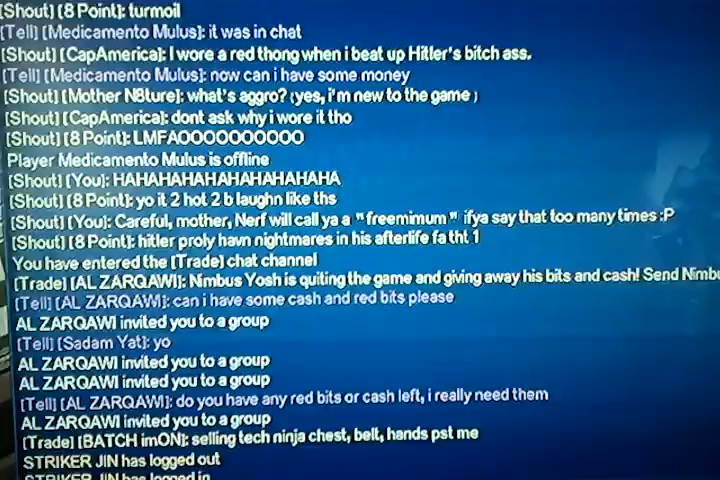 [Shout] [8 Point]: turmoil
[Tell] [Medicamento Mulus]: it was in chat
[Shout] [CapAmerica]: I wore a red thong when i beat up Hitler's bitch ass.
[Tell] [Medicamento Mulus]: now can i have some money
[Shout] [Mother N8ture]: what's aggro? (yes, i'm new to the game )
[Shout] [CapAmerica]: dont ask why i wore it tho
[Shout] [8 Point]: LMFAOOOOOOOOOO
Player Medicamento Mulus is offline
[Shout] [You]: HAHAHAHAHAHAHAHAHAHA
[Shout] [8 Point]: yo it 2 hot 2 b laughn like ths
[Shout] [You]: Careful, mother, Nerf will call ya a "freemimum" ifya say that too many times :P
[Shout] [8 Point]: hitler proly havn nightmares in his afterlife fa tht 1
You have entered the [Trade] chat channel
[Trade] [AL ZARQAWI]: Nimbus Yosh is quiting the game and giving away his bits and cash! Send Nimbu
[Tell] [AL ZARQAWI]: can i have some cash and red bits please
AL ZARQAWI invited you to a group
[Tell] [Sadam Yat]: yo
AL ZARQAWI invited you to a group
AL ZARQAWI invited you to a group
[Tell] [AL ZARQAWI]: do you have any red bits or cash left, i really need them
AL ZARQAWI invited you to a group
[Trade] [BATCH imON]: selling tech ninja chest, belt, hands pst me
STRIKER JIN has logged out
STRIKER JIN has logged in